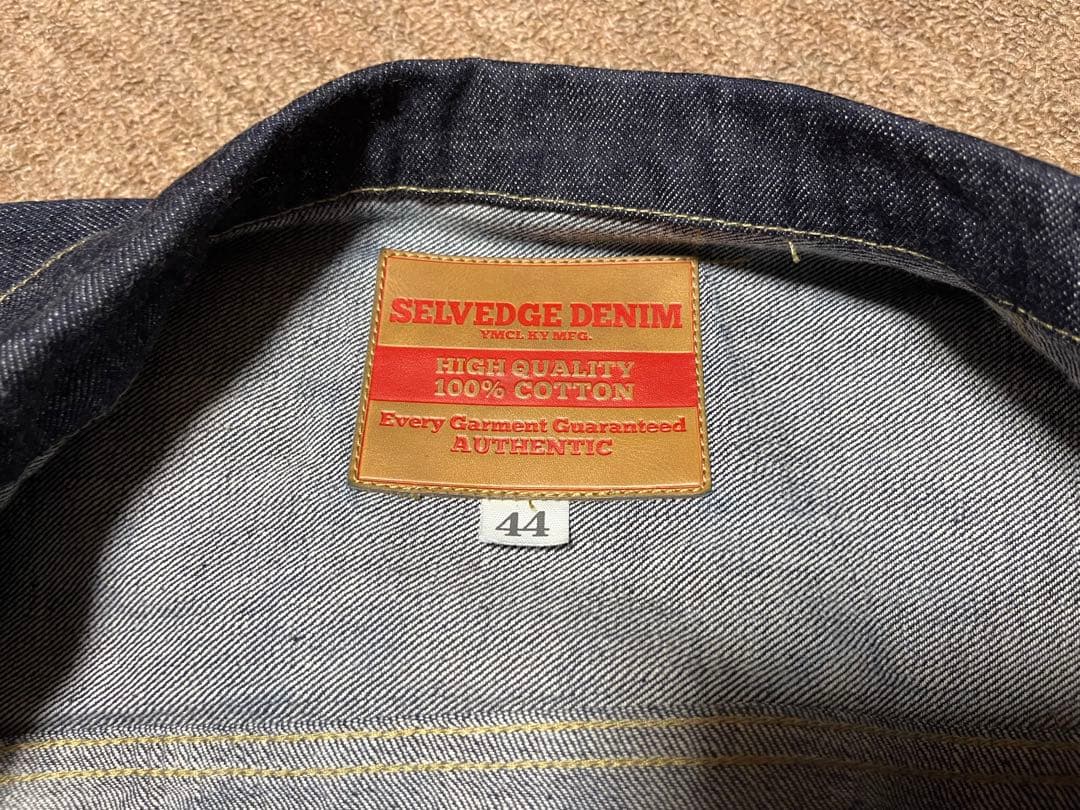 SELVEDGE DENIM
YMCL KY MFG.
HIGH QUALITY
100% COTTON
Every Garment Guaranteed
AUTHENTIC
44